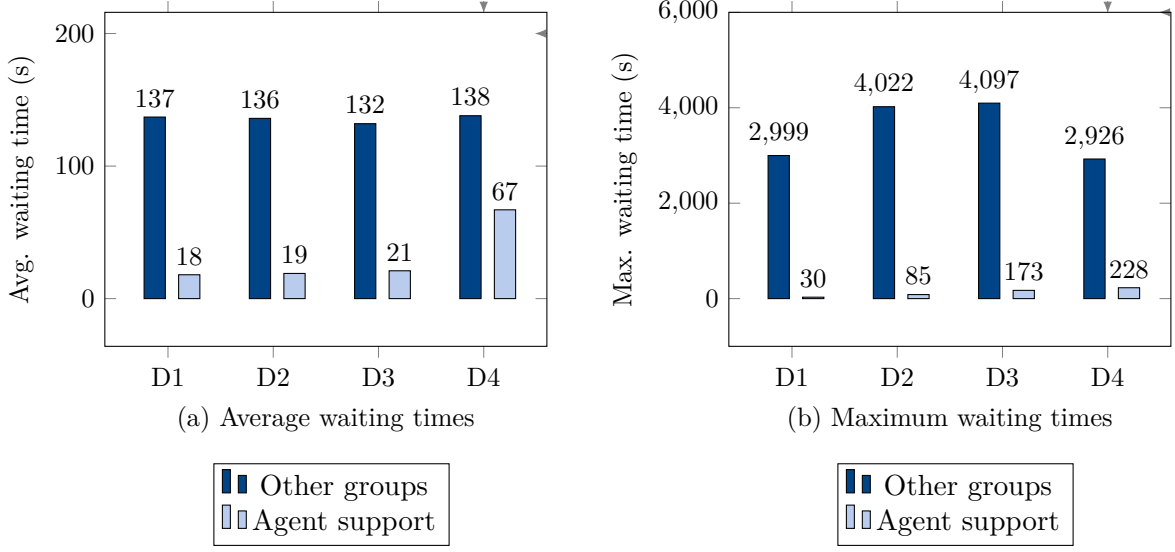 Avg. waiting time (s)
200
100
0
137
136
132
138
18
19
21
67
D1 D2 D3 D4
(a) Average waiting times
Other groups
Agent support
Max. waiting time (s)
6,000
4,000
2,000
0
2,999
4,022
4,097
2,926
30
85
173
228
D1 D2 D3 D4
(b) Maximum waiting times
Other groups
Agent support